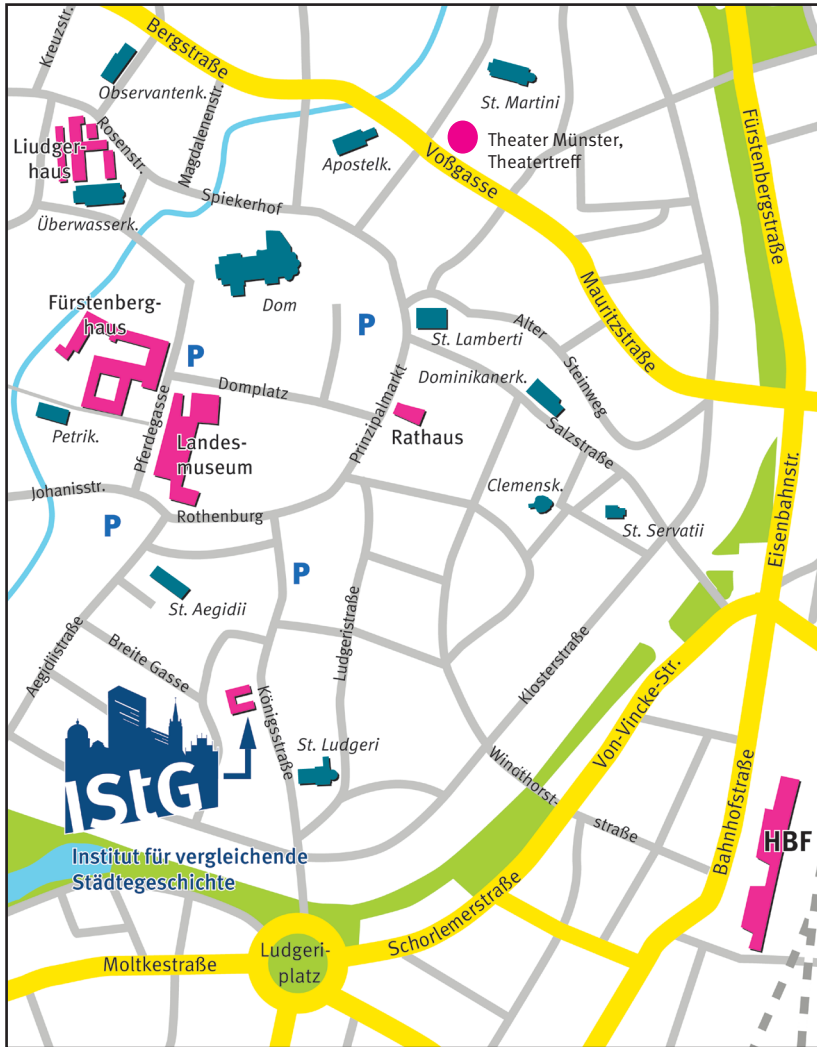 Kreuzstr.
Bergstraße
Observantenk.
St. Martini
Rosenstr.
Magdalenenstr.
Liudger-
haus
Apostelk.
Voßgasse
Theater Münster,
Theatertreff
Fürstenbergstraße
Überwasserk.
Spiekerhof
Dom
Fürstenberg-
haus
P
P
Mauritzstraße
St. Lamberti
Alter
Steinweg
Dominikanerk.
Domplatz
Prinzipalmarkt
Pferdegasse
Petrik.
Landes-
museum
Rathaus
Salzstraße
Johanisstr.
Rothenburg
Clemensk.
St. Servatii
Eisenbahnstr.
P
P
St. Aegidii
Aegidiistraße
Breite Gasse
Ludgeristraße
Klosterstraße
Königsstraße
Von-Vincke-Str.
St. Ludgeri
IStG
Windthorst-
straße
Bahnhofstraße
HBF
Institut für vergleichende
Städtegeschichte
Schorlemerstraße
Moltkestraße
Ludgeri-
platz